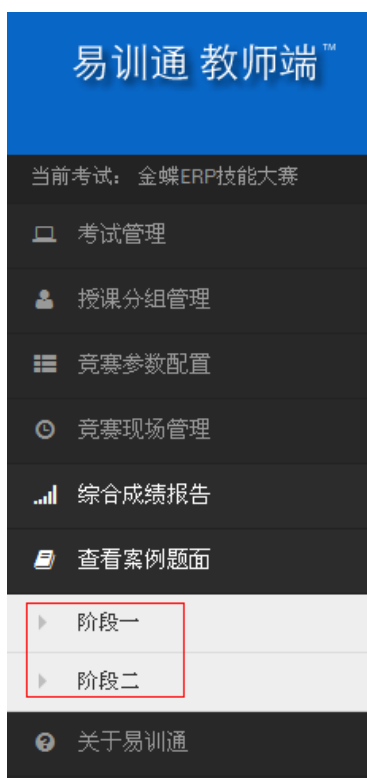 易训通 教师端™
当前考试： 金蝶ERP技能大赛
考试管理
授课分组管理
竞赛参数配置
竞赛现场管理
综合成绩报告
查看案例题面
阶段一
阶段二
关于易训通